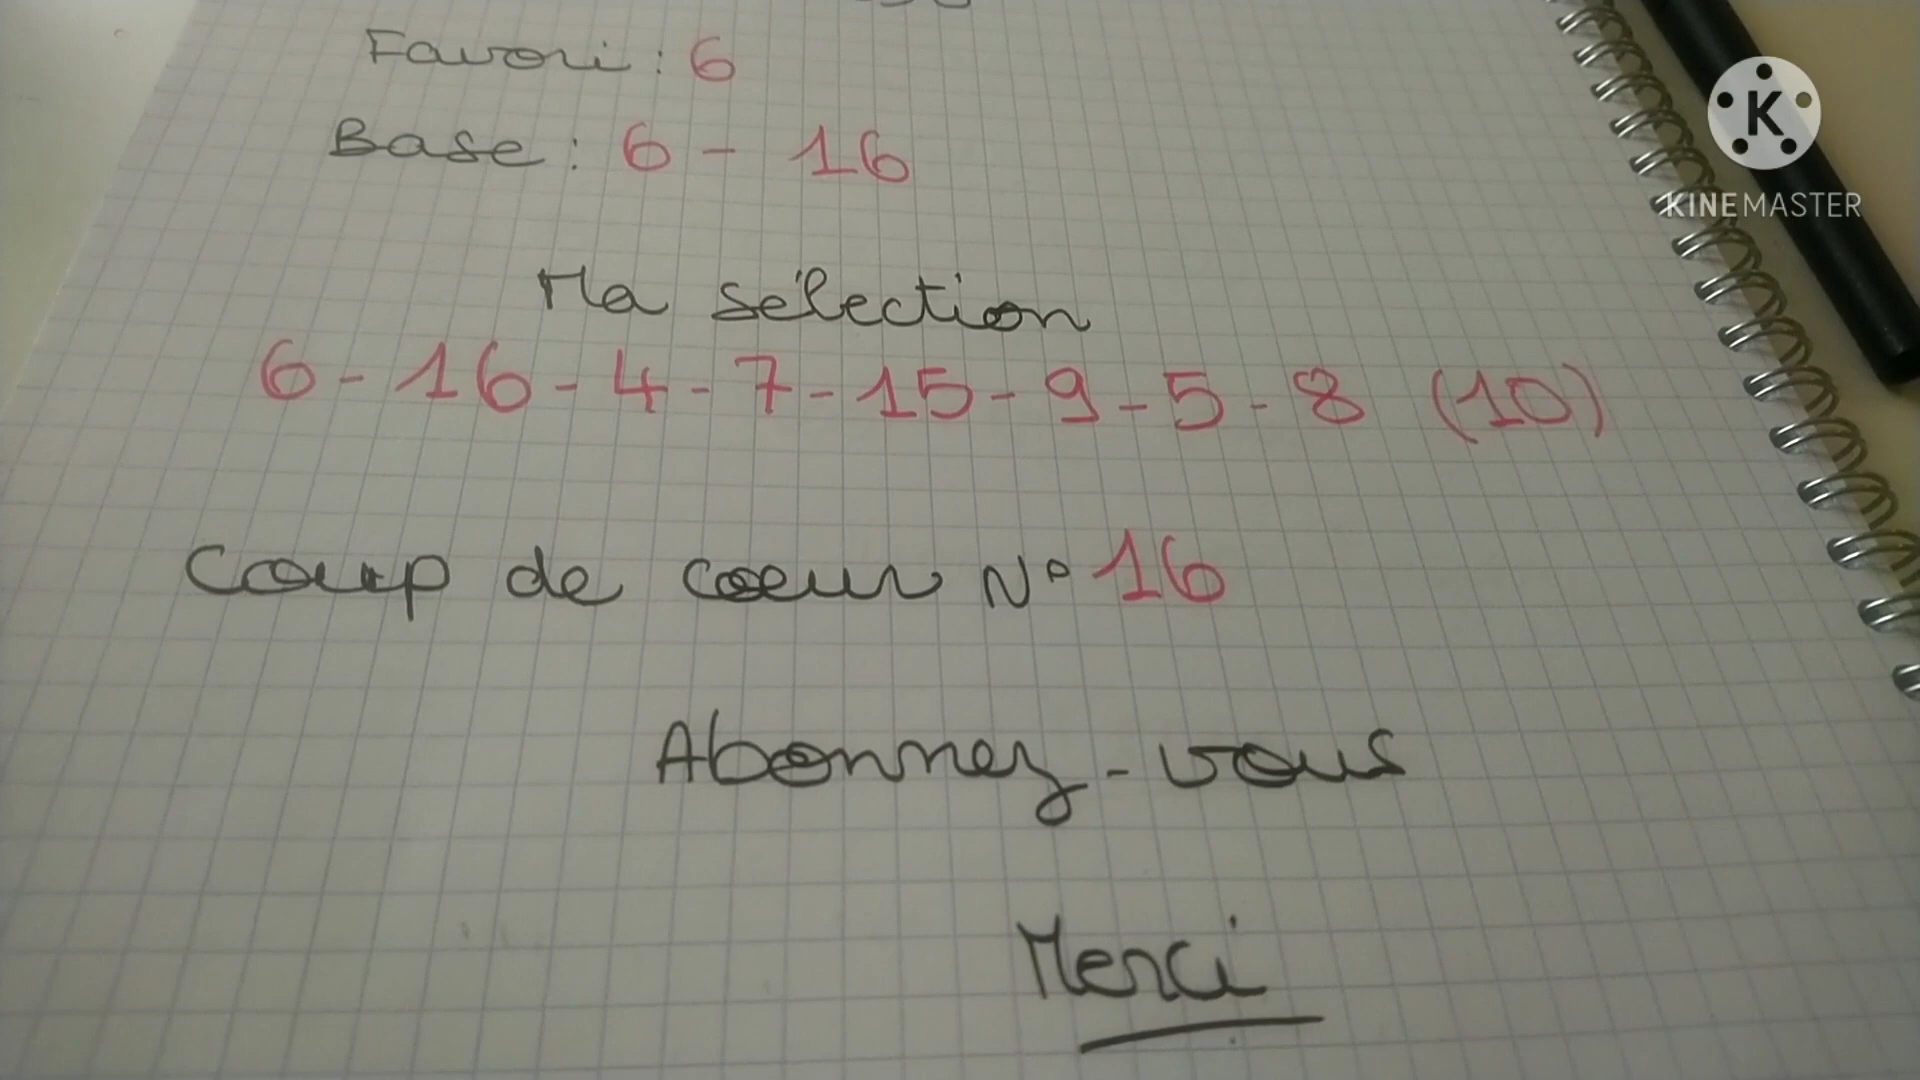 Favori : 6
Base : 6 - 16
Ma sélection
6 - 16 - 4 - 7 - 15 - 9 - 5 - 8 (10)
Coup de coeur N° 16
Abonnez-vous
Merci
K
KINEMASTER